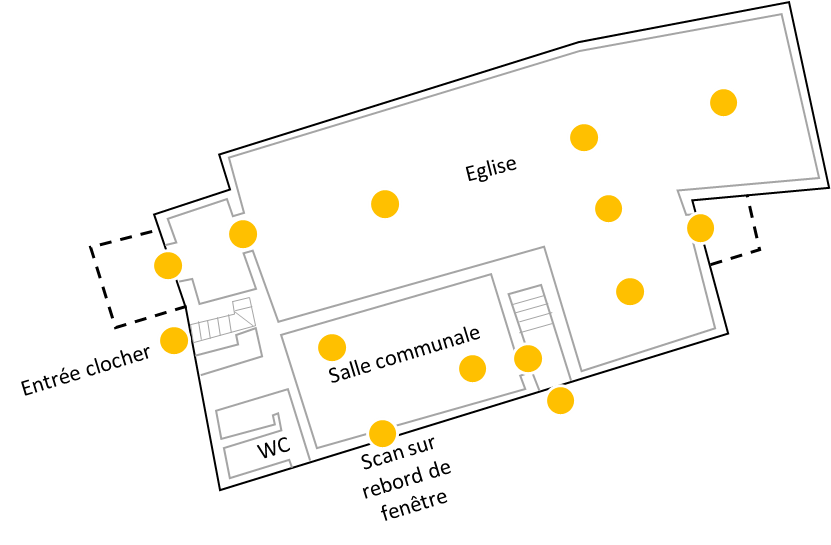 Eglise
Entrée clocher
Salle communale
WC
Scan sur
rebord de
fenêtre